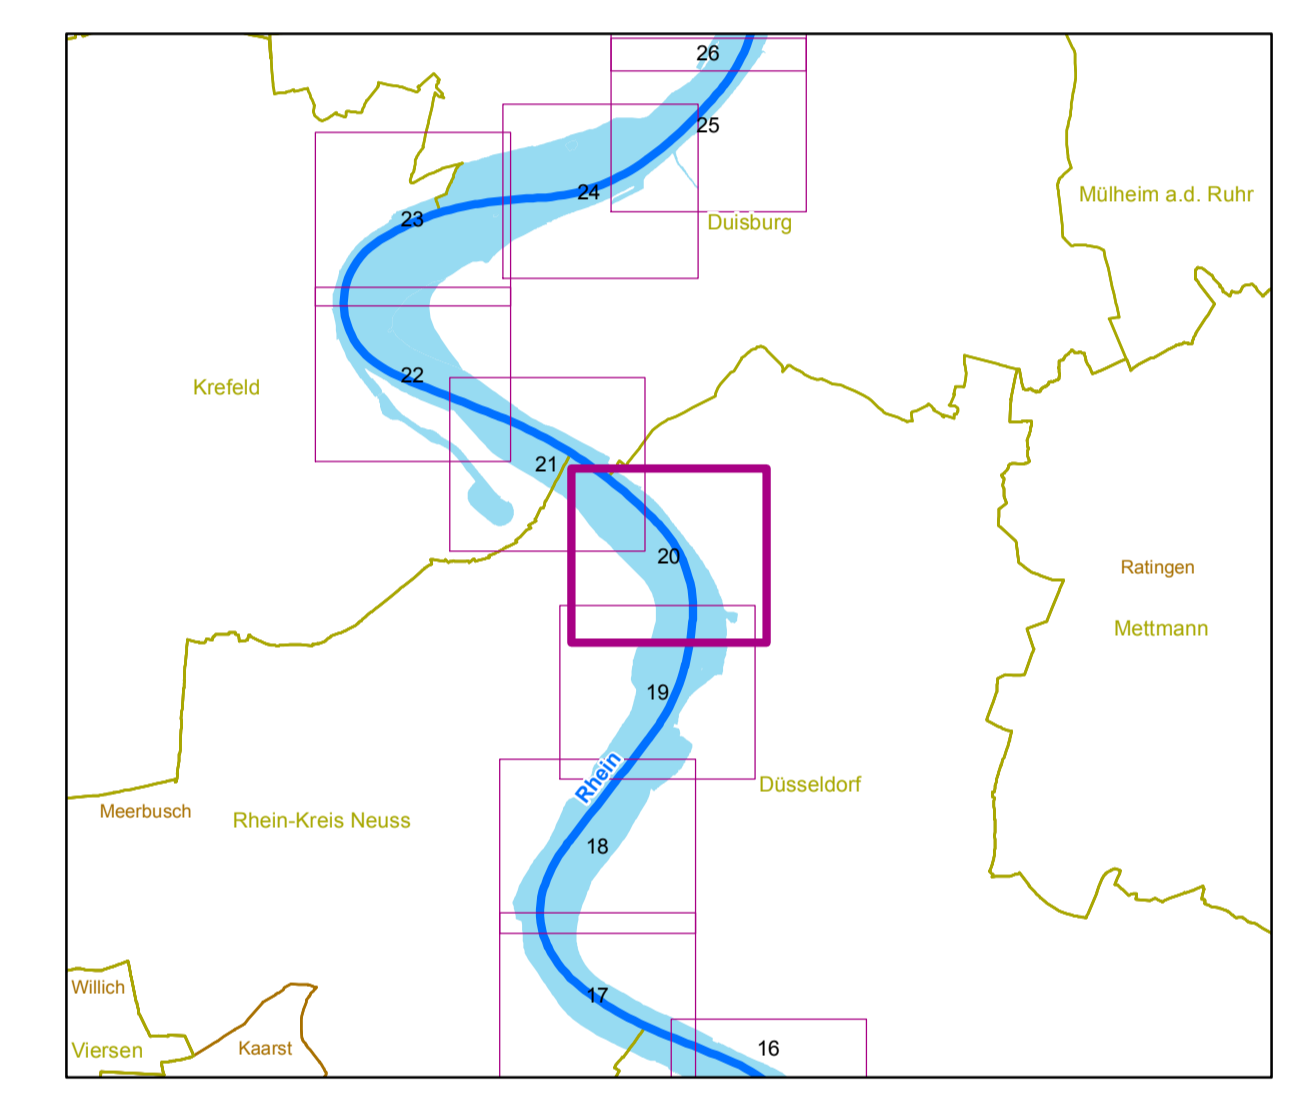 26
25
Mülheim a.d. Ruhr
24
23
Duisburg
22
Krefeld
21
20
Ratingen
Mettmann
19
Rhein
Düsseldorf
Meerbusch
Rhein-Kreis Neuss
18
Willich
17
Viersen
Kaarst
16